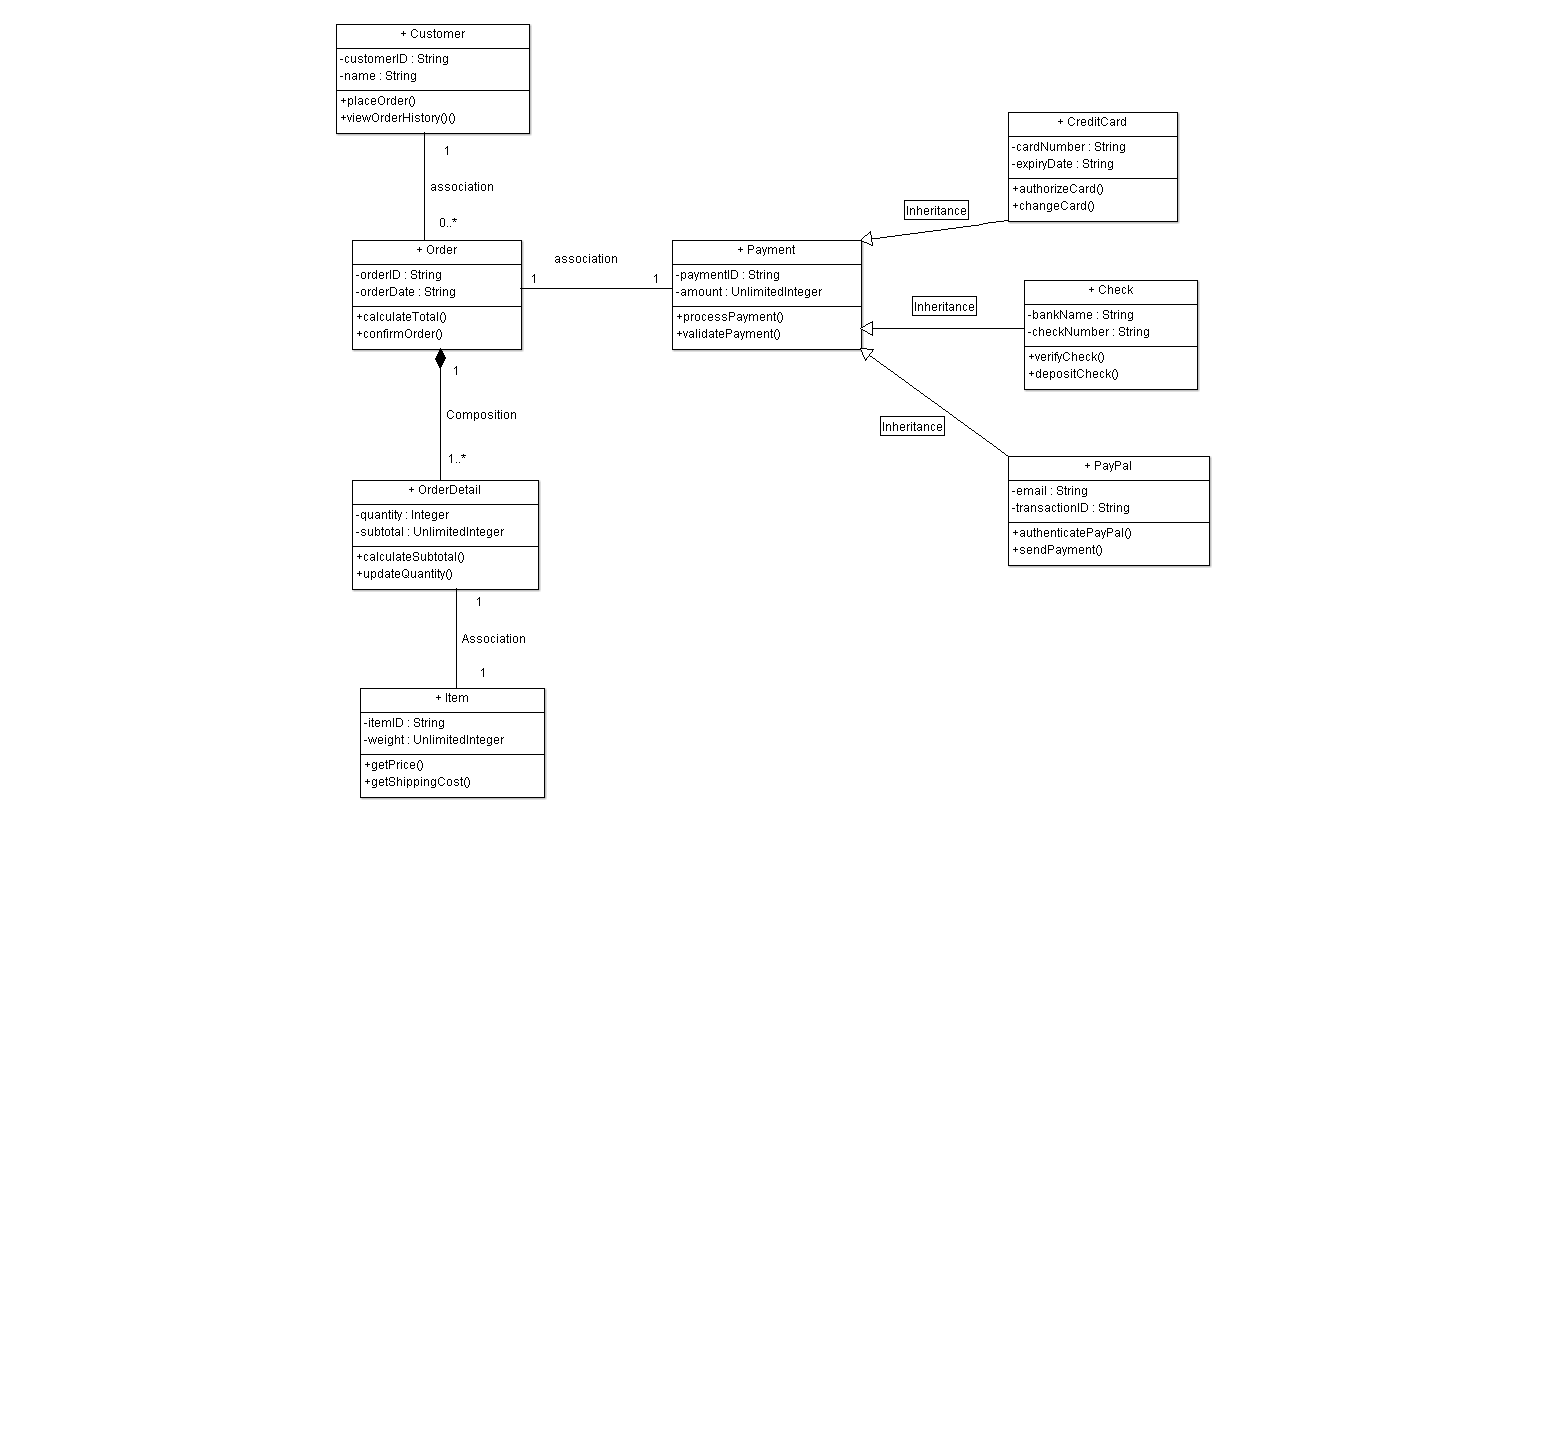 + Customer
-customerID : String
-name : String
+placeOrder()
+viewOrderHistory()()
1
association
0..*
+ Order
-orderID : String
-orderDate : String
+calculateTotal()
+confirmOrder()
association
1
1
+ Payment
-paymentID : String
-amount : UnlimitedInteger
+processPayment()
+validatePayment()
Inheritance
+ CreditCard
-cardNumber : String
-expiryDate : String
+authorizeCard()
+changeCard()
Inheritance
+ Check
-bankName : String
-checkNumber : String
+verifyCheck()
+depositCheck()
Inheritance
+ PayPal
-email : String
-transactionID : String
+authenticatePayPal()
+sendPayment()
1
Composition
1..*
+ OrderDetail
-quantity : Integer
-subtotal : UnlimitedInteger
+calculateSubtotal()
+updateQuantity()
1
Association
1
+ Item
-itemID : String
-weight : UnlimitedInteger
+getPrice()
+getShippingCost()